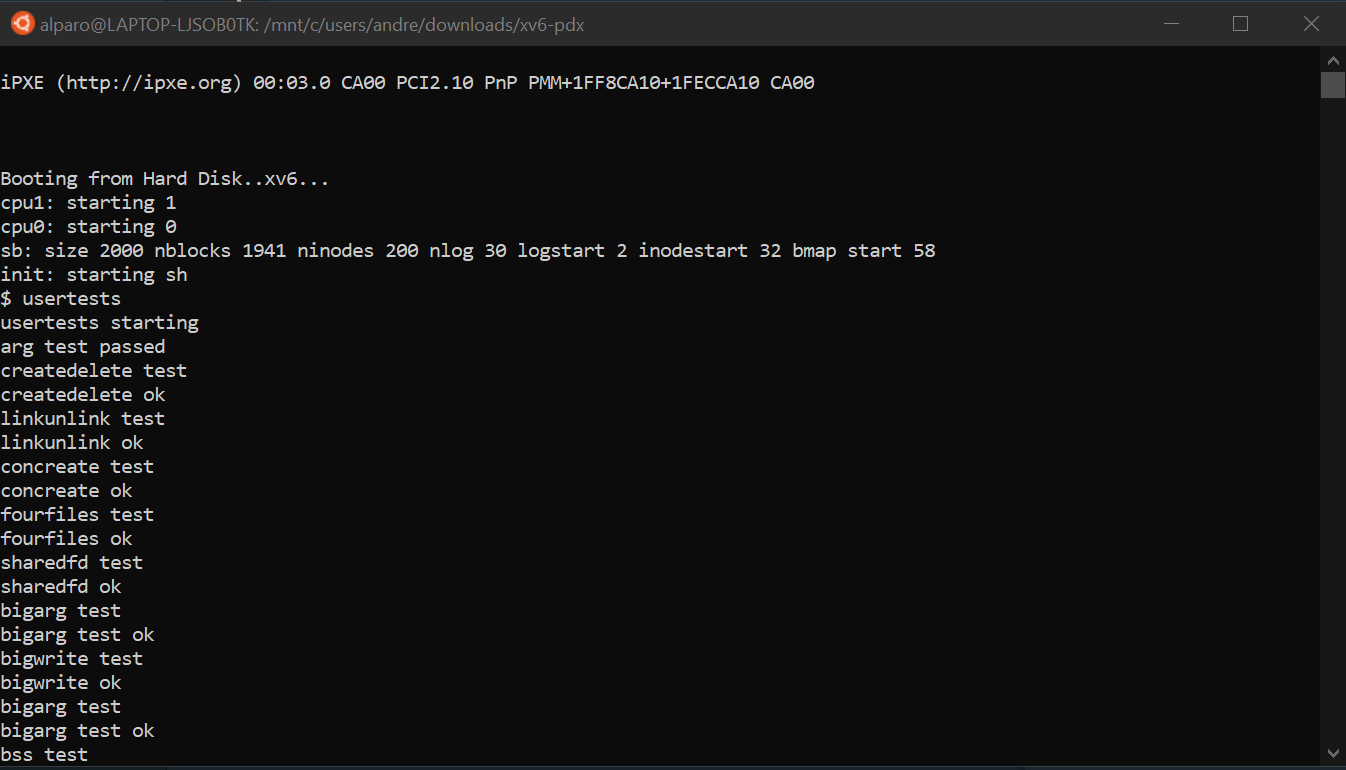 alparo@LAPTOP-LJSOB0TK: /mnt/c/users/andre/downloads/xv6-pdx
iPXE (http://ipxe.org) 00:03.0 CA00 PCI2.10 PnP PMM+1FF8CA10+1FECCA10 CA00
Booting from Hard Disk..xv6...
cpu1: starting 1
cpu0: starting 0
sb: size 2000 nblocks 1941 ninodes 200 nlog 30 logstart 2 inodestart 32 bmap start 58
init: starting sh
$ usertests
usertests starting
arg test passed
createdelete test
createdelete ok
linkunlink test
linkunlink ok
concreate test
concreate ok
fourfiles test
fourfiles ok
sharedfd test
sharedfd ok
bigarg test
bigarg test ok
bigwrite test
bigwrite ok
bigarg test
bigarg test ok
bss test